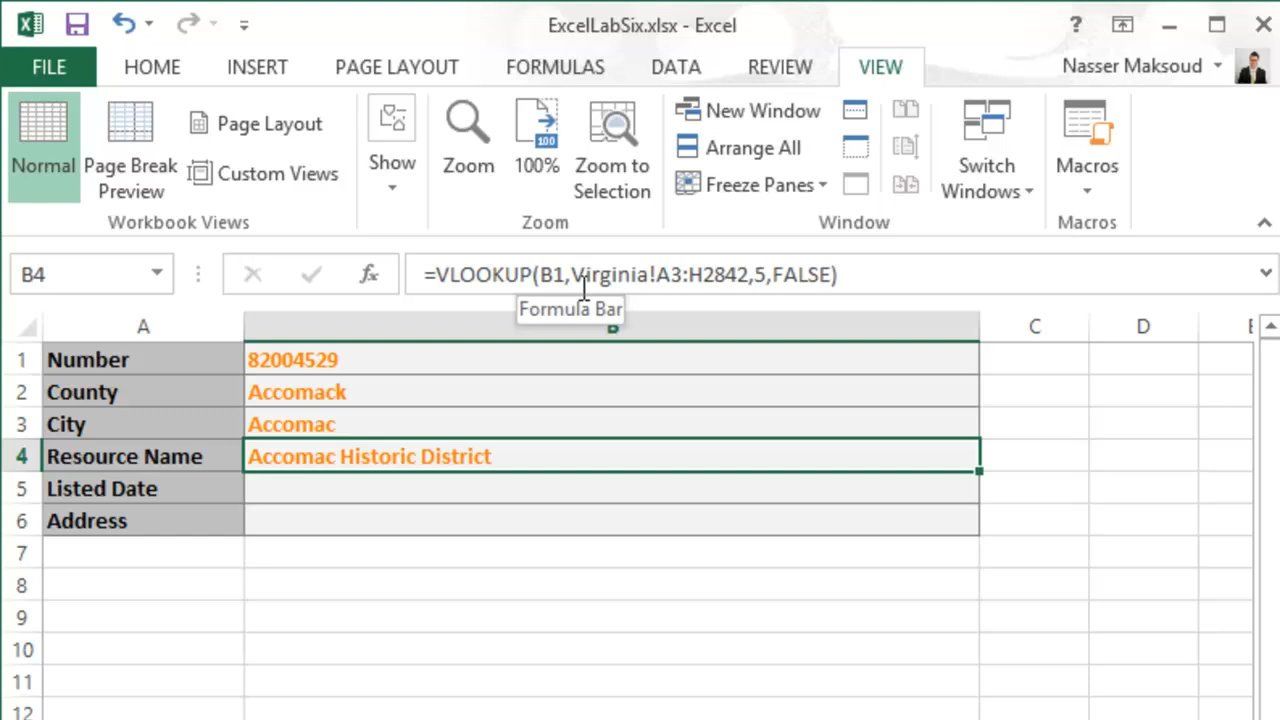 ExcelLabSix.xlsx - Excel
?
FILE HOME INSERT PAGE LAYOUT FORMULAS DATA REVIEW VIEW Nasser Maksoud
Normal
Page Break
Preview
Page Layout
Custom Views
Workbook Views
Show
Zoom
100
100%
Zoom to
Selection
Zoom
New Window
Arrange All
Freeze Panes
Switch
Windows
Window
Macros
Macros
B4 fx =VLOOKUP(B1,Virginia!A3:H2842,5,FALSE)
Formula Bar
A B C D E
1 Number 82004529
2 County Accomack
3 City Accomac
4 Resource Name Accomac Historic District
5 Listed Date
6 Address
7
8
9
10
11
12